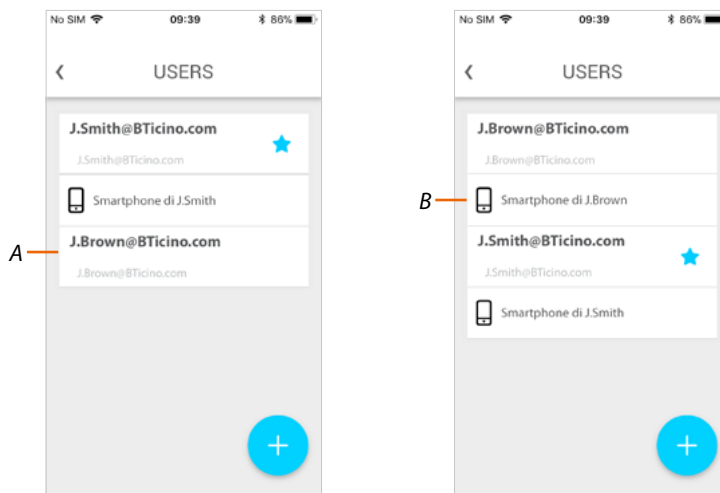 No SIM 09:39 86%
USERS
J.Smith@BTicino.com
J.Smith@BTicino.com
Smartphone di J.Smith
A
J.Brown@BTicino.com
J.Brown@BTicino.com
No SIM 09:39 86%
USERS
J.Brown@BTicino.com
J.Brown@BTicino.com
B
Smartphone di J.Brown
J.Smith@BTicino.com
J.Smith@BTicino.com
Smartphone di J.Smith